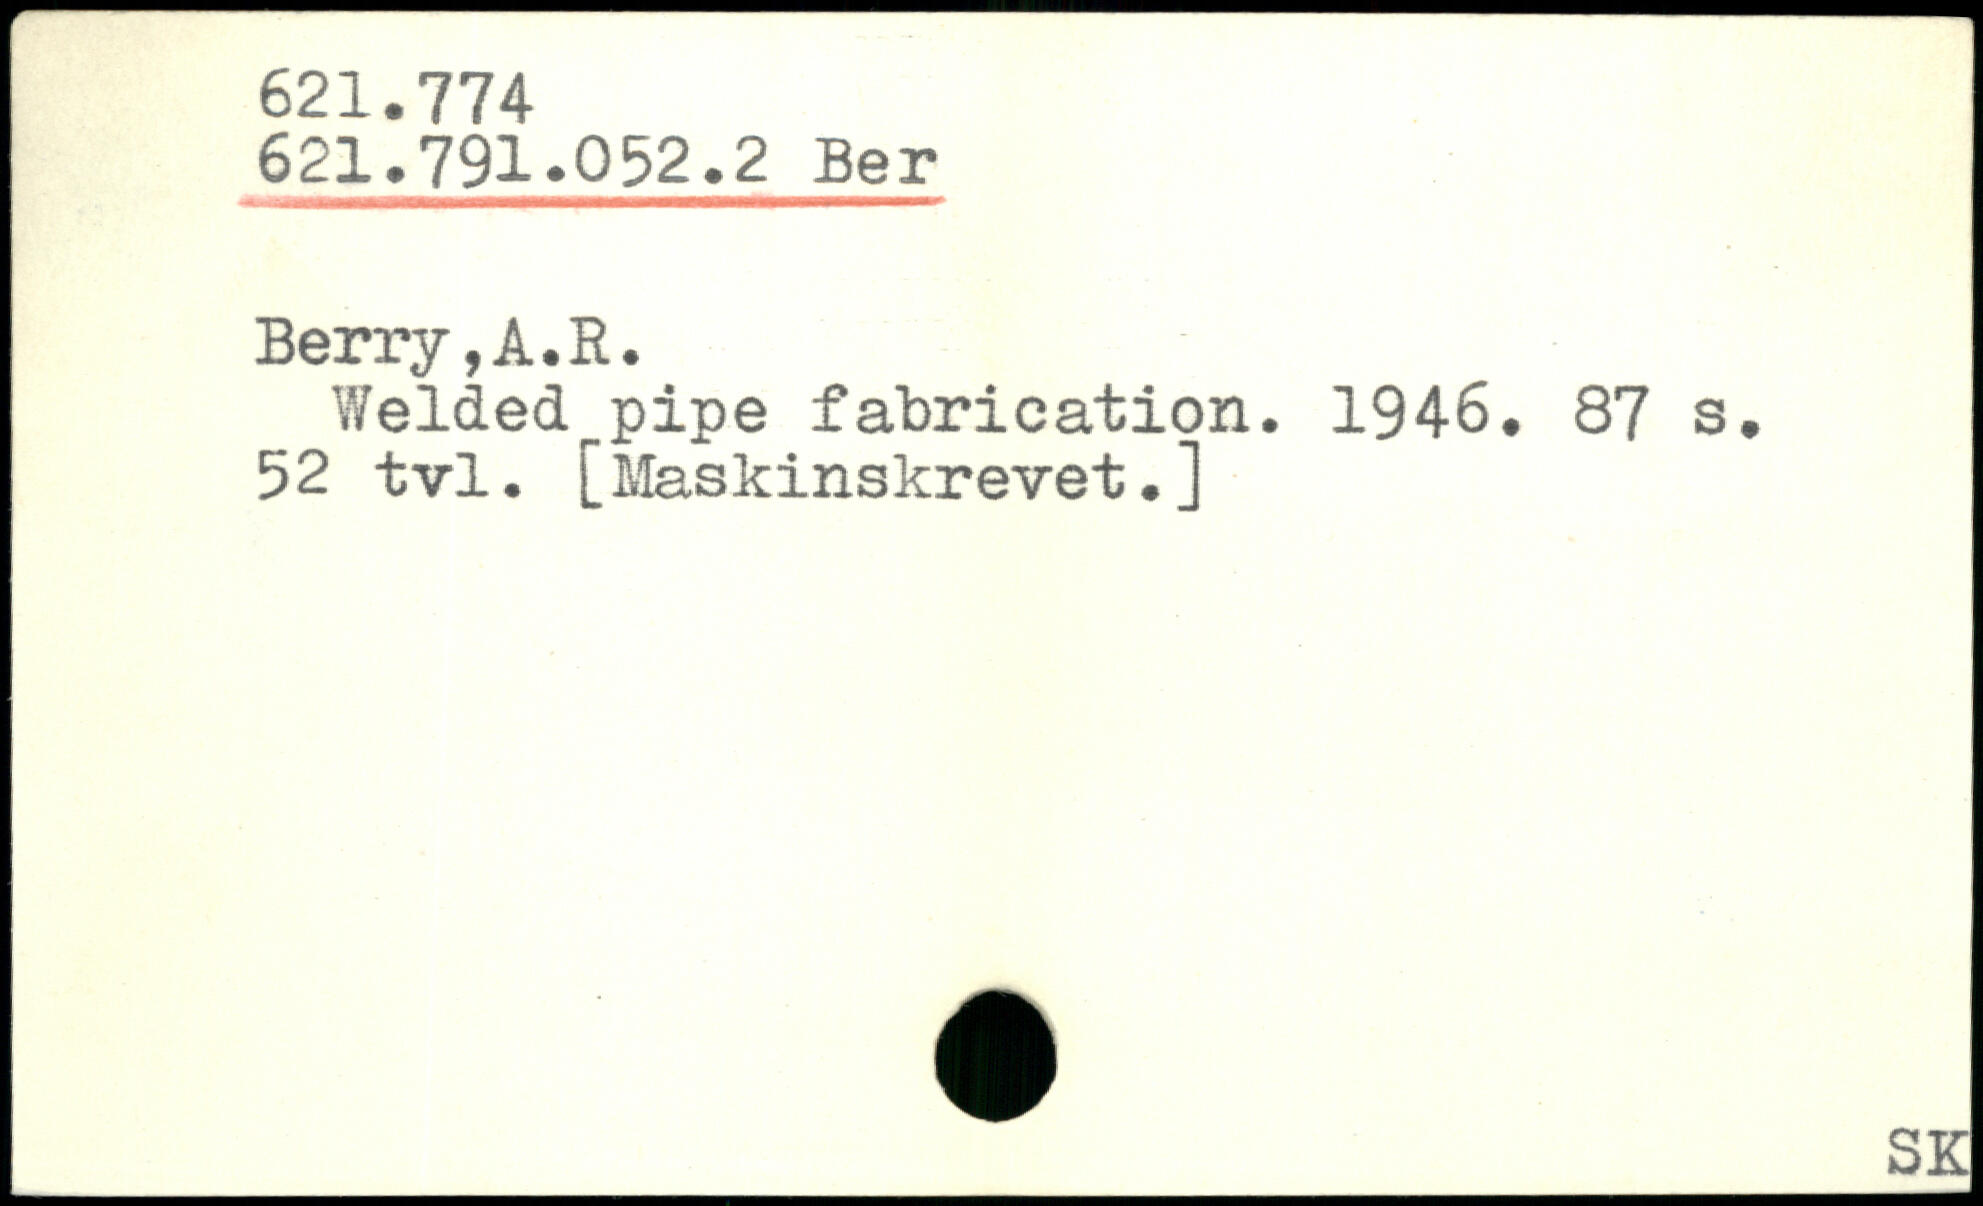 621.774
621.791.052.2 Ber
Berry,A.R.
Welded pipe fabrication. 1946. 87 s.
52 tvl. [Maskinskrevet.]
SK